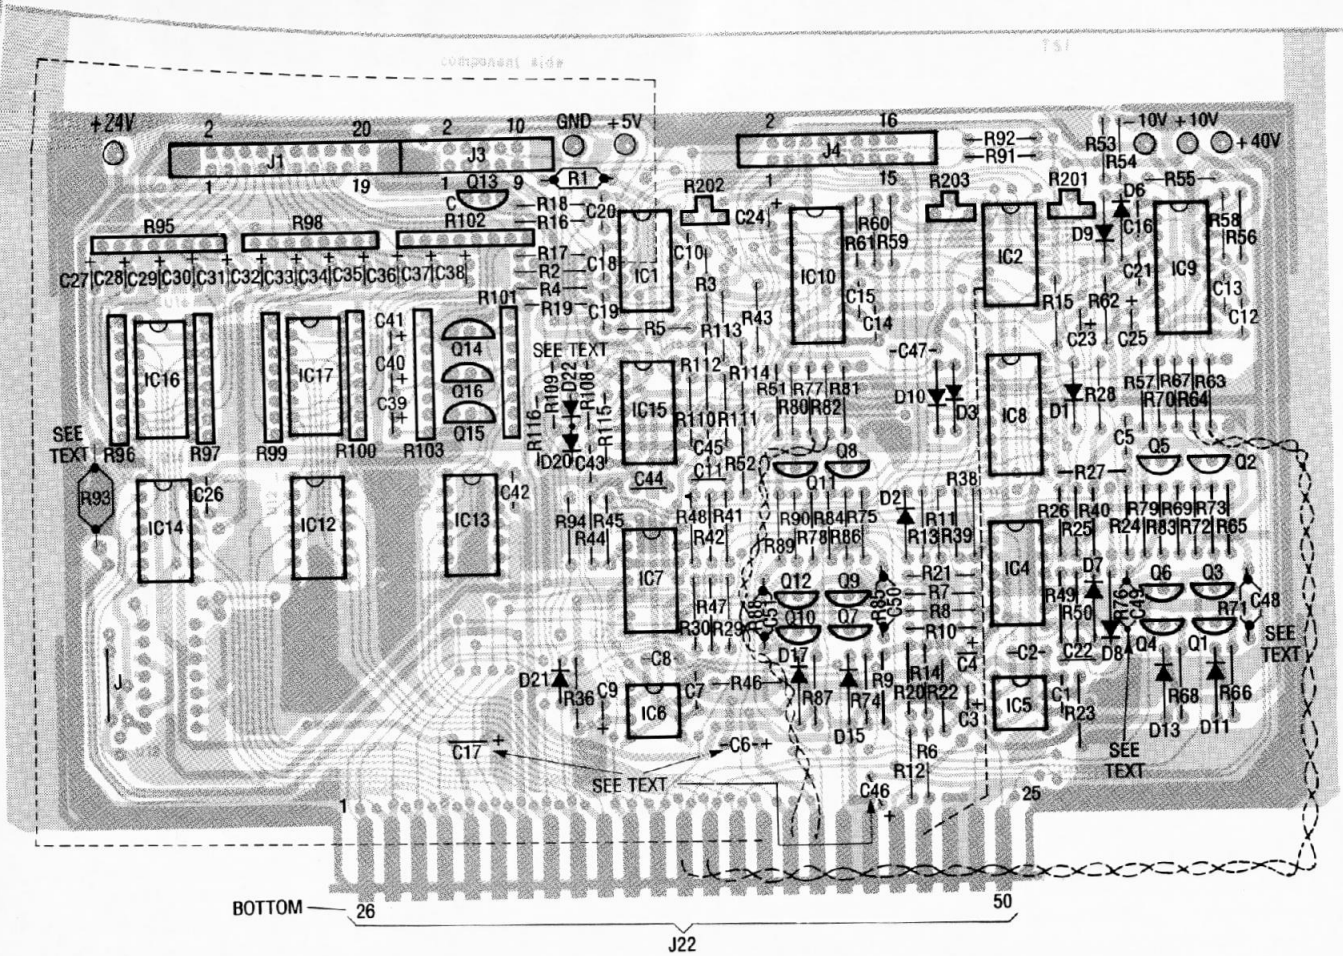 component side
TSI
+24V
2
20
2
10
GND
+5V
2
16
R92
R91
R53
R54
-10V +10V
+40V
J1
J3
J4
1
19
1
9
1
15
Q13
C
R1
R202
R203
R201
D6
R55
R95
R98
R102
R18
R16
C20
C24
R60
R61
R59
D9
C16
R58
R56
R17
R2
R4
R19
C18
C19
IC1
C10
R3
IC10
C15
C14
IC2
R15
R62
C21
IC9
C13
C12
C27 C28 C29 C30 C31 C32 C33 C34 C35 C36 C37 C38
R101
C41
C40
C39
Q14
Q16
Q15
SEE TEXT
R5
R113
R43
C23
C25
C47
IC16
IC17
R109
D22
R108
R116
R115
IC15
R112
R114
R110
R111
R51
R77
R81
R80
R82
D10
D3
IC8
D1
R28
R57
R67
R63
R70
R64
SEE
TEXT
R96
R97
R99
R100
R103
D20
C43
C45
C11
R52
C44
Q11
Q8
C5
Q5
Q2
R27
R93
IC14
C26
IC12
IC13
C42
R94
R45
R44
R48
R41
R42
R90
R84
R75
R89
R78
R86
D2
R38
R11
R13
R39
R26
R40
R25
R79
R69
R73
R24
R83
R72
R65
IC7
R47
R30
R29
R88
C51
Q12
Q9
Q10
Q7
R85
C50
R21
R7
R8
R10
IC4
D7
R49
R50
R76
C49
Q6
Q3
R71
C48
Q4
Q1
D8
SEE
TEXT
J
D21
R36
C9
C8
IC6
C7
R46
D17
R87
D15
R74
R9
R14
R20
R22
C4
C3
C2
IC5
C22
C1
R23
R68
R66
D13
D11
C17
C6
SEE TEXT
C46
R6
R12
SEE
TEXT
1
25
BOTTOM
26
50
J22